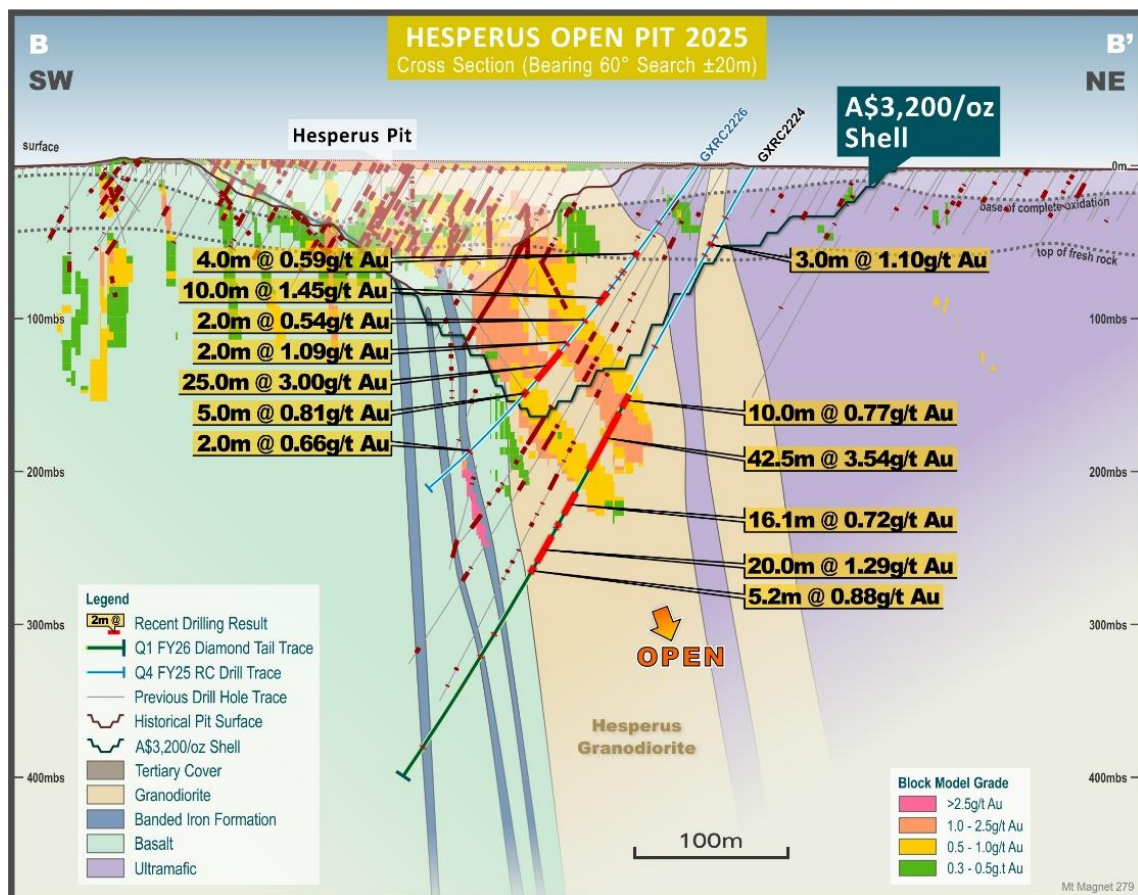 HESPERUS OPEN PIT 2025
Cross Section (Bearing 60° Search ±20m)
B
SW
B'
NE
A$3,200/oz
Shell
Hesperus Pit
GXRC2226
GXRC2224
surface
0m
base of complete oxidation
top of fresh rock
4.0m @ 0.59g/t Au
10.0m @ 1.45g/t Au
2.0m @ 0.54g/t Au
2.0m @ 1.09g/t Au
25.0m @ 3.00g/t Au
5.0m @ 0.81g/t Au
2.0m @ 0.66g/t Au
3.0m @ 1.10g/t Au
10.0m @ 0.77g/t Au
42.5m @ 3.54g/t Au
16.1m @ 0.72g/t Au
20.0m @ 1.29g/t Au
5.2m @ 0.88g/t Au
100mbs
200mbs
300mbs
400mbs
100mbs
200mbs
300mbs
400mbs
OPEN
Hesperus
Granodiorite
100m
Legend
2m @
Recent Drilling Result
Q1 FY26 Diamond Tail Trace
Q4 FY25 RC Drill Trace
Previous Drill Hole Trace
Historical Pit Surface
A$3,200/oz Shell
Tertiary Cover
Granodiorite
Banded Iron Formation
Basalt
Ultramafic
Block Model Grade
>2.5g/t Au
1.0 - 2.5g/t Au
0.5 - 1.0g/t Au
0.3 - 0.5g.t Au
Mt Magnet 279